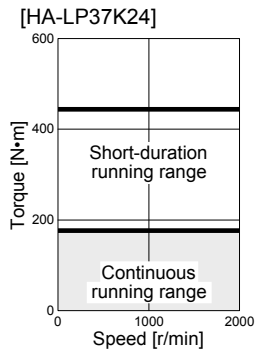 [HA-LP37K24]
600
400
200
0
Torque [N•m]
Short-duration
running range
Continuous
running range
0 1000 2000
Speed [r/min]